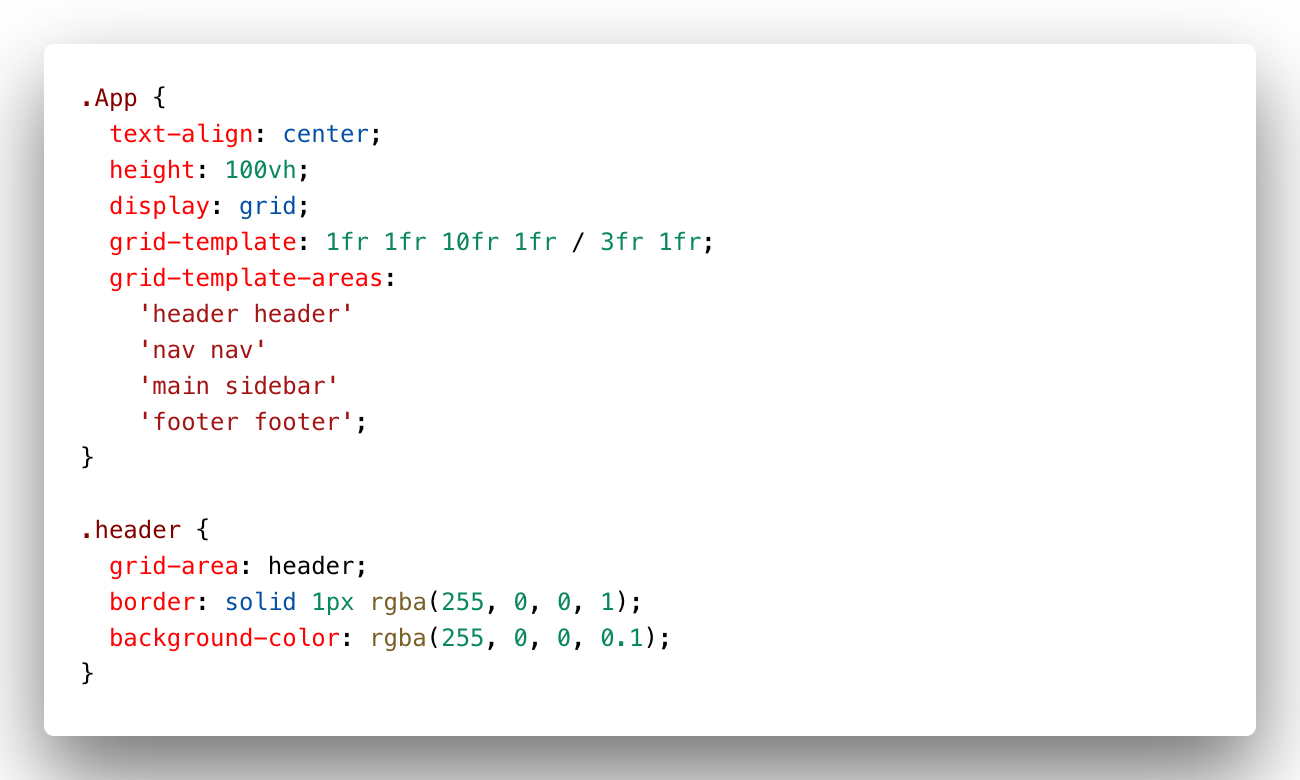 .App {
  text-align: center;
  height: 100vh;
  display: grid;
  grid-template: 1fr 1fr 10fr 1fr / 3fr 1fr;
  grid-template-areas:
    'header header'
    'nav nav'
    'main sidebar'
    'footer footer';
}

.header {
  grid-area: header;
  border: solid 1px rgba(255, 0, 0, 1);
  background-color: rgba(255, 0, 0, 0.1);
}